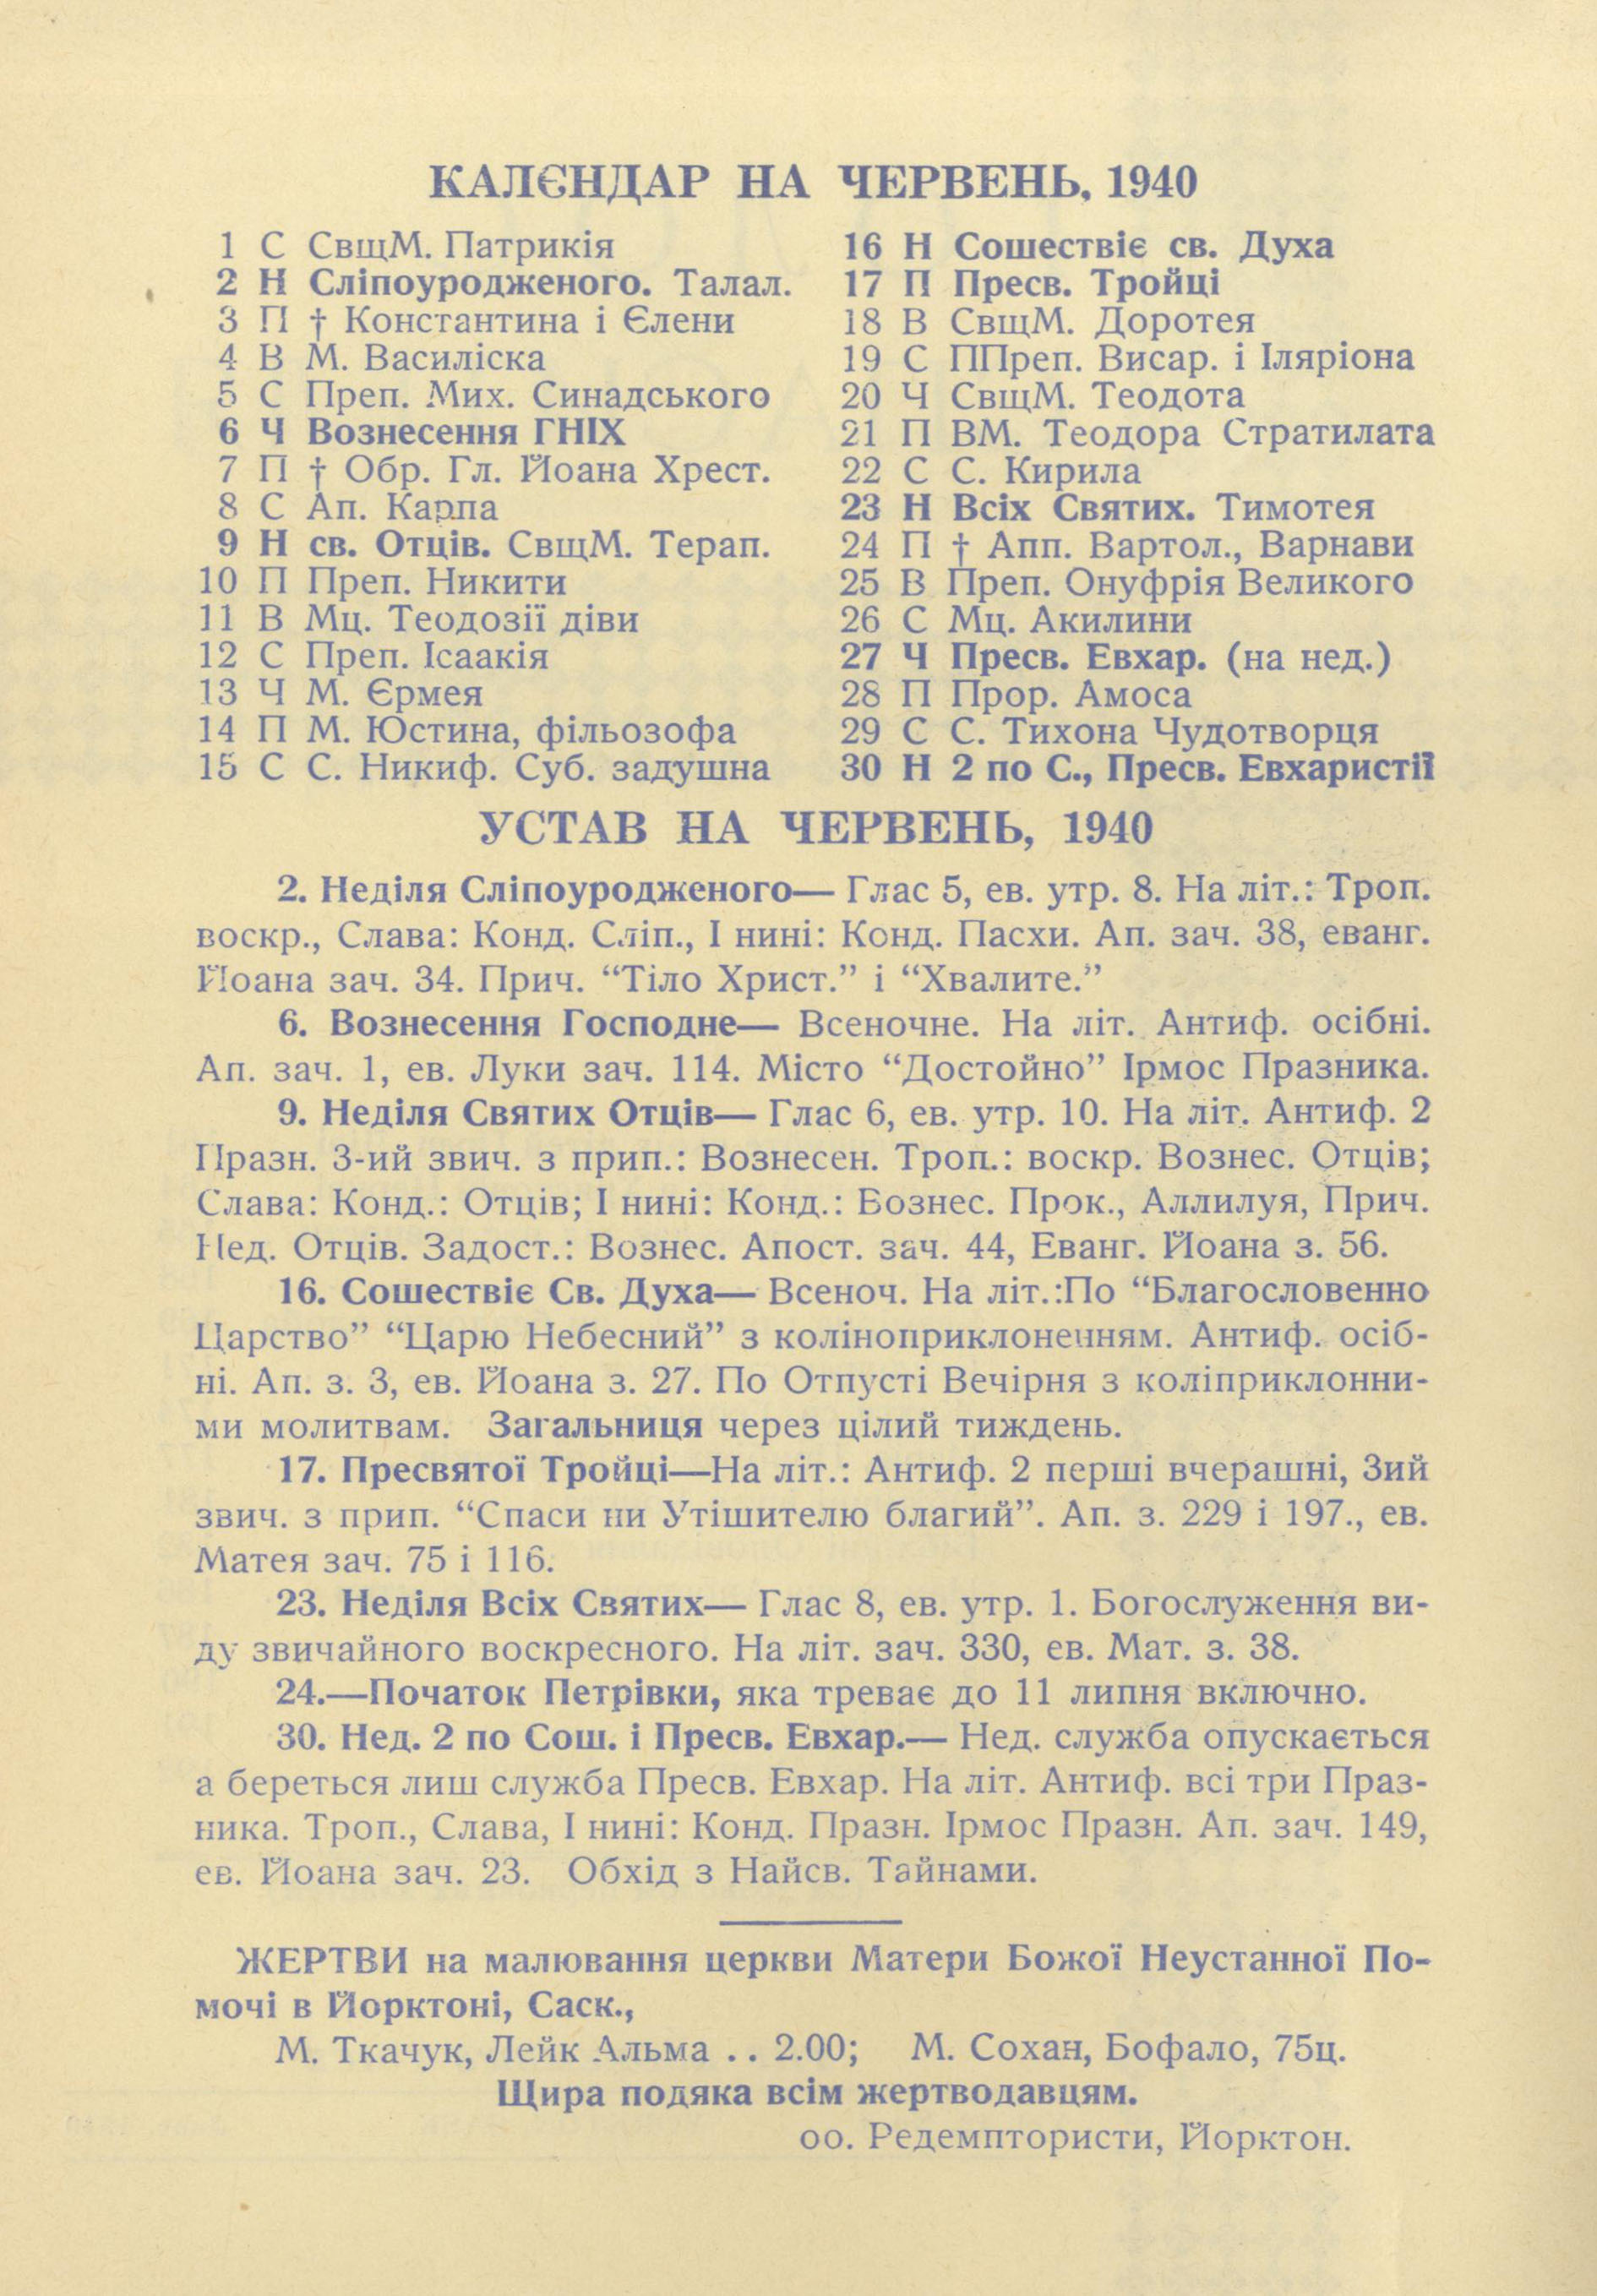 КАЛЄНДАР НА ЧЕРВЕНЬ, 1940
1 С СвщМ. Патрикія
2 Н Сліпоуродженого. Талал.
3 П † Константина і Єлени
4 В М. Василіска
5 С Преп. Мих. Синадського
6 Ч Вознесення ГНІХ
7 П † Обр. Гл. Йоана Хрест.
8 С Ап. Карпа
9 Н св. Отців. СвщМ. Терап.
10 П Преп. Никити
11 В Мц. Теодозії діви
12 С Преп. Ісаакія
13 Ч М. Єрмея
14 П М. Юстина, фільозофа
15 С С. Никиф. Суб. задушна
16 Н Сошествіє св. Духа
17 П Пресв. Тройці
18 В СвщМ. Доротея
19 С ППреп. Висар. і Іляріона
20 Ч СвщМ. Теодота
21 П ВМ. Теодора Стратилата
22 С С. Кирила
23 Н Всіх Святих. Тимотея
24 П † Апп. Вартол., Варнави
25 В Преп. Онуфрія Великого
26 С Мц. Акилини
27 Ч Пресв. Евхар. (на нед.)
28 П Прор. Амоса
29 С С. Тихона Чудотворця
30 Н 2 по С., Пресв. Евхаристії
УСТАВ НА ЧЕРВЕНЬ, 1940
2. Неділя Сліпоуродженого— Глас 5, ев. утр. 8. На літ.: Троп.
воскр., Слава: Конд. Сліп., І нині: Конд. Пасхи. Ап. зач. 38, еванг.
Йоана зач. 34. Прич. “Тіло Христ.” і “Хвалите.”
6. Вознесення Господне— Всеночне. На літ. Антиф. осібні.
Ап. зач. 1, ев. Луки зач. 114. Місто “Достойно” Ірмос Празника.
9. Неділя Святих Отців— Глас 6, ев. утр. 10. На літ. Антиф. 2
Празн. 3-ий звич. з прип.: Вознесен. Троп.: воскр. Вознес. Отців;
Слава: Конд.: Отців; І нині: Конд.: Вознес. Прок., Аллилуя, Прич.
Нед. Отців. Задост.: Вознес. Апост. зач. 44, Еванг. Йоана з. 56.
16. Сошествіє Св. Духа— Всеноч. На літ.:По “Благословенно
Царство” “Царю Небесний” з коліноприклоненням. Антиф. осіб-
ні. Ап. з. 3, ев. Йоана з. 27. По Отпусті Вечірня з коліприклонни-
ми молитвам. Загальниця через цілий тиждень.
17. Пресвятої Тройці—На літ.: Антиф. 2 перші вчерашні, 3ий
звич. з прип. “Спаси ни Утішителю благий”. Ап. з. 229 і 197., ев.
Матея зач. 75 і 116.
23. Неділя Всіх Святих— Глас 8, ев. утр. 1. Богослуження ви-
ду звичайного воскресного. На літ. зач. 330, ев. Мат. з. 38.
24.—Початок Петрівки, яка треває до 11 липня включно.
30. Нед. 2 по Сош. і Пресв. Евхар.— Нед. служба опускається
а береться лиш служба Пресв. Евхар. На літ. Антиф. всі три Праз-
ника. Троп., Слава, І нині: Конд. Празн. Ірмос Празн. Ап. зач. 149,
ев. Йоана зач. 23. Обхід з Найсв. Тайнами.
ЖЕРТВИ на малювання церкви Матери Божої Неустанної По-
мочі в Йорктоні, Саск.,
М. Ткачук, Лейк Альма . . 2.00; М. Сохан, Бофало, 75ц.
Щира подяка всім жертводавцям.
оо. Редемптористи, Йорктон.